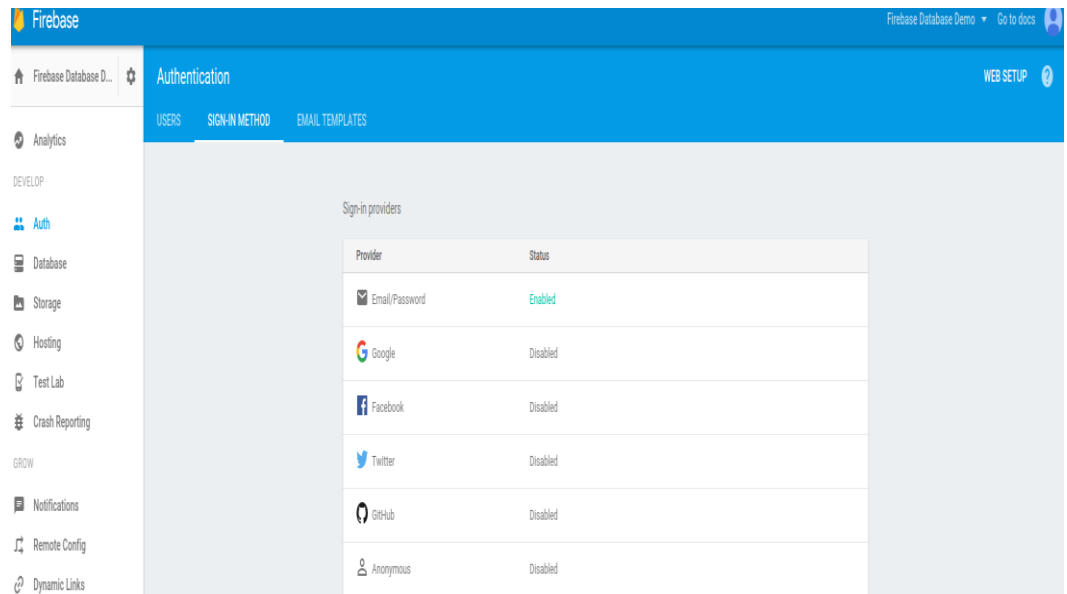 Firebase
Firebase Database Demo Go to docs
Firebase Database D...
Authentication
WEB SETUP ?
USERS SIGN-IN METHOD EMAIL TEMPLATES
Analytics
DEVELOP
Auth
Database
Storage
Hosting
Test Lab
Crash Reporting
GROW
Notifications
Remote Config
Dynamic Links
Sign-in providers
Provider Status
Email/Password Enabled
Google Disabled
Facebook Disabled
Twitter Disabled
GitHub Disabled
Anonymous Disabled